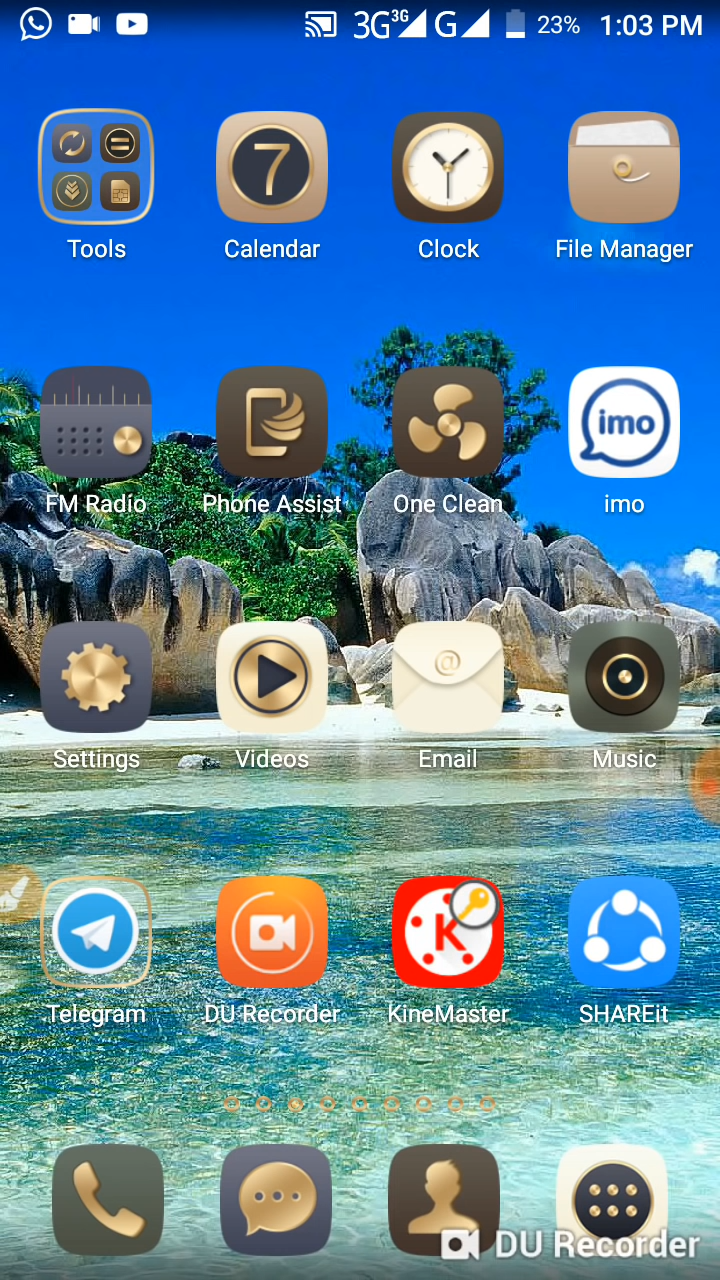 3G 3G G 23% 1:03 PM
7
Tools Calendar Clock File Manager
imo
FM Radio Phone Assist One Clean imo
@
Settings Videos Email Music
K
Telegram DU Recorder KineMaster SHAREit
DU Recorder